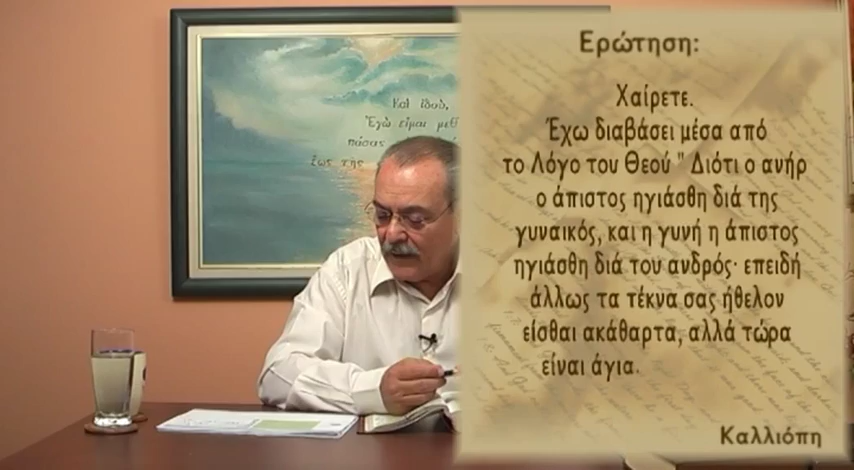 Και ιδού,
Εγώ είμαι μεθ
πάσας
έως της
Ερώτηση:
Χαίρετε.
Έχω διαβάσει μέσα από
το Λόγο του Θεού " Διότι ο ανήρ
ο άπιστος ηγιάσθη διά της
γυναικός, και η γυνή η άπιστος
ηγιάσθη διά του ανδρός· επειδή
άλλως τα τέκνα σας ήθελον
είσθαι ακάθαρτα, αλλά τώρα
είναι άγια.
Καλλιόπη